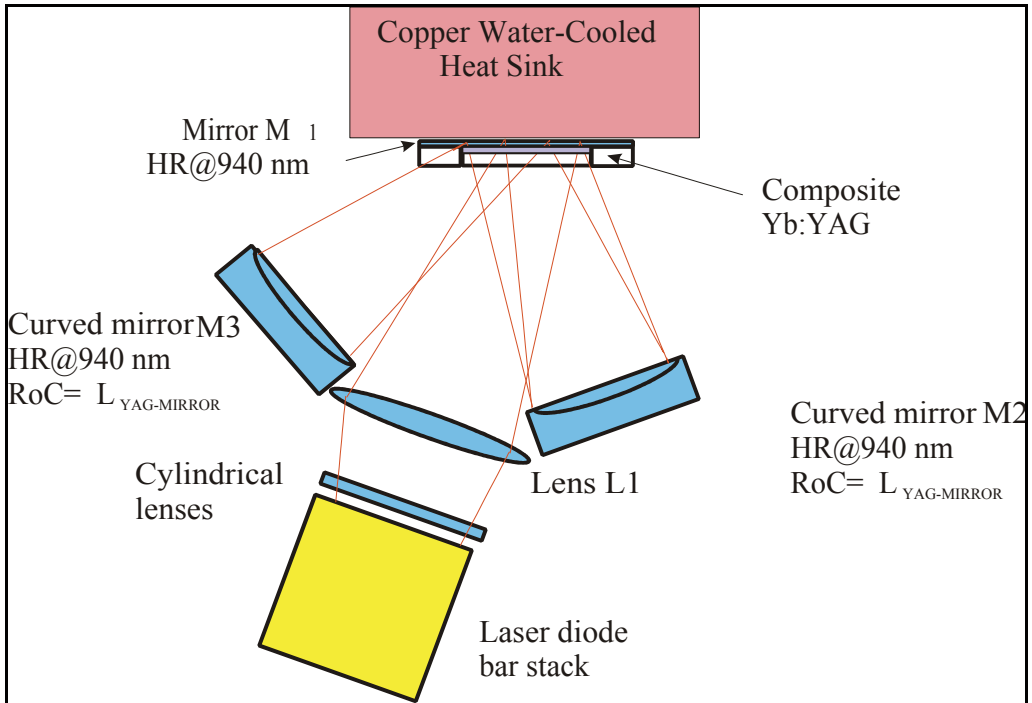 Copper Water-Cooled
Heat Sink
Mirror M 1
HR@940 nm
Composite
Yb:YAG
Curved mirror M3
HR@940 nm
RoC= L YAG-MIRROR
Curved mirror M2
HR@940 nm
RoC= L YAG-MIRROR
Cylindrical
lenses
Lens L1
Laser diode
bar stack